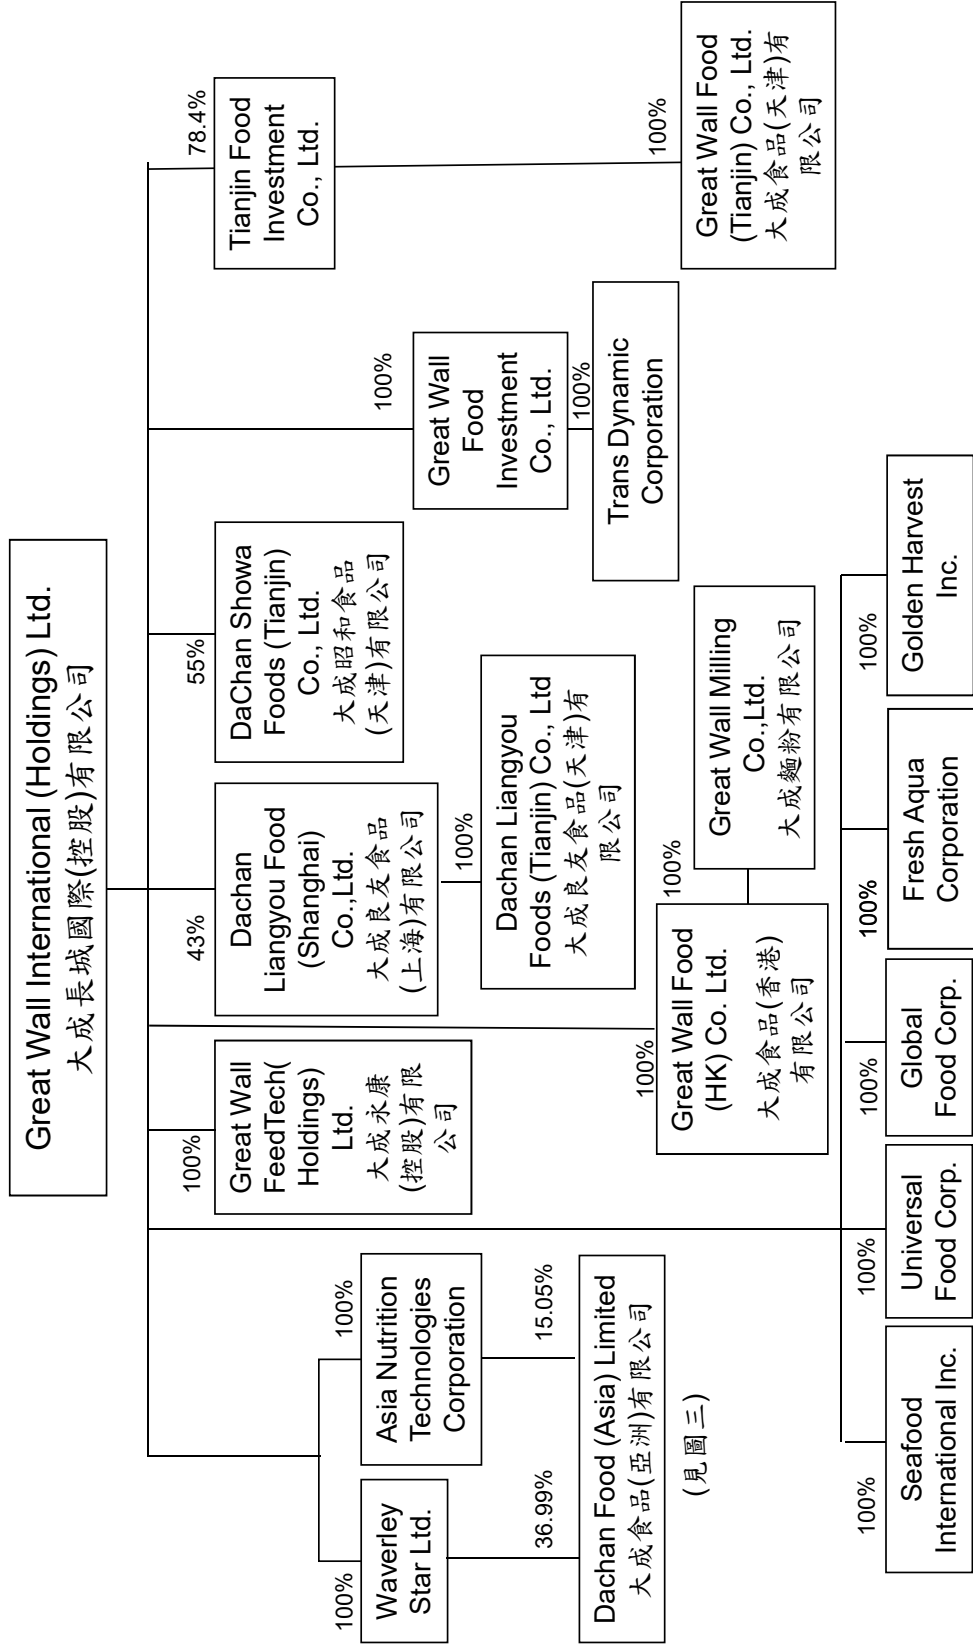 Great Wall International (Holdings) Ltd.
大成長城國際(控股)有限公司
100%
Waverley
Star Ltd.
100%
Asia Nutrition
Technologies
Corporation
36.99%
15.05%
Dachan Food (Asia) Limited
大成食品(亞洲)有限公司
(見圖三)
100%
Great Wall
FeedTech(
Holdings)
Ltd.
大成永康
(控股)有限
公司
43%
Dachan
Liangyou Food
(Shanghai)
Co.,Ltd.
大成良友食品
(上海)有限公司
100%
Dachan Liangyou
Foods (Tianjin) Co., Ltd
大成良友食品(天津)有
限公司
55%
DaChan Showa
Foods (Tianjin)
Co., Ltd.
大成昭和食品
(天津)有限公司
100%
Great Wall
Food
Investment
Co., Ltd.
100%
Trans Dynamic
Corporation
78.4%
Tianjin Food
Investment
Co., Ltd.
100%
Great Wall Food
(Tianjin) Co., Ltd.
大成食品(天津)有
限公司
100%
Great Wall Food
(HK) Co. Ltd.
大成食品(香港)
有限公司
100%
Great Wall Milling
Co.,Ltd.
大成麵粉有限公司
100%
Seafood
International Inc.
100%
Universal
Food Corp.
100%
Global
Food Corp.
100%
Fresh Aqua
Corporation
100%
Golden Harvest
Inc.